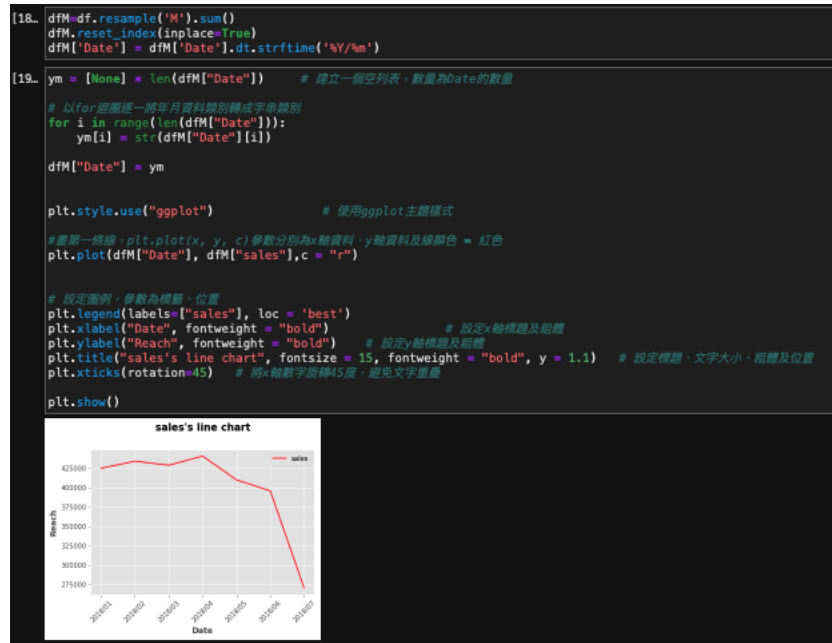 [18…
dfM=df.resample('M').sum()
dfM.reset_index(inplace=True)
dfM['Date'] = dfM['Date'].dt.strftime('%Y/%m')
[19…
ym = [None] * len(dfM["Date"])     # 建立一個空列表，數量為Date的數量
# 以for迴圈逐一將年月資料類別轉成字串類別
for i in range(len(dfM["Date"])):
    ym[i] = str(dfM["Date"][i])
dfM["Date"] = ym
plt.style.use("ggplot")     # 使用ggplot主題樣式
#畫第一條線，plt.plot(x, y, c)參數分別為x軸資料、y軸資料及線顏色 = 紅色
plt.plot(dfM["Date"], dfM["sales"],c = "r")
# 設定圖例，參數為標籤、位置
plt.legend(labels=["sales"], loc = 'best')
plt.xlabel("Date", fontweight = "bold")     # 設定x軸標題及粗體
plt.ylabel("Reach", fontweight = "bold")     # 設定y軸標題及粗體
plt.title("sales's line chart", fontsize = 15, fontweight = "bold", y = 1.1)   # 設定標題、文字大小、粗體及位置
plt.xticks(rotation=45)   # 將x軸數字旋轉45度，避免文字重疊
plt.show()
sales's line chart
sales
425000
400000
375000
350000
325000
300000
275000
Reach
2018/01
2018/02
2018/03
2018/04
2018/05
2018/06
2018/07
Date